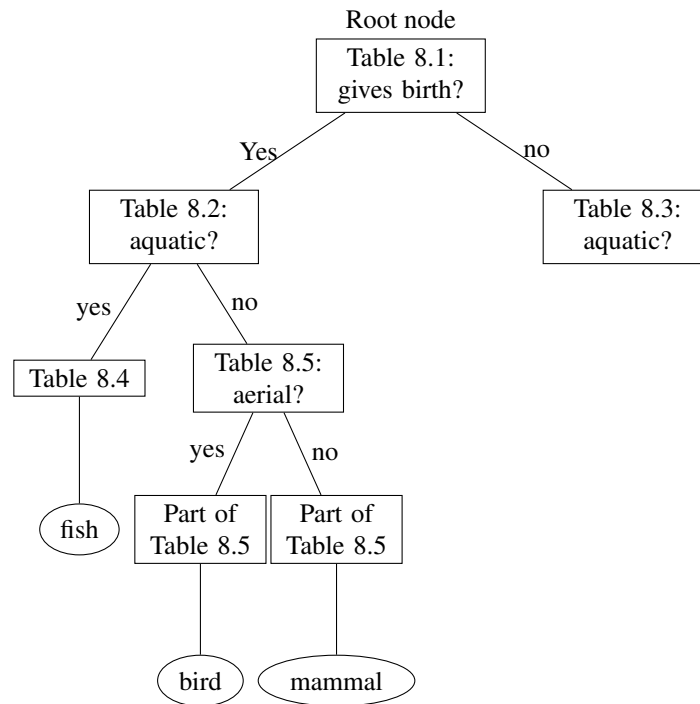 Root node
Table 8.1:
gives birth?
Yes
no
Table 8.2:
aquatic?
Table 8.3:
aquatic?
yes
no
Table 8.4
Table 8.5:
aerial?
yes
no
fish
Part of
Table 8.5
Part of
Table 8.5
bird
mammal